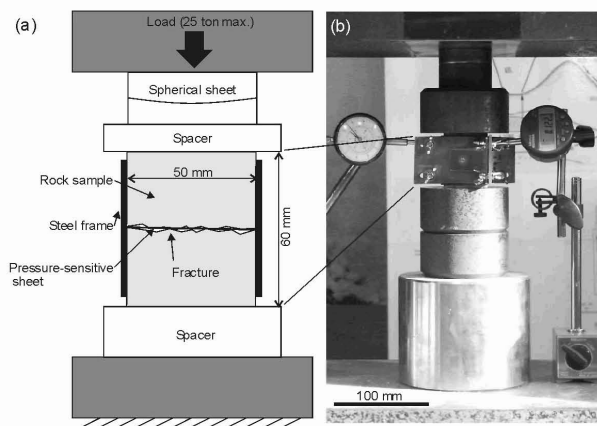 (a)
Load (25 ton max.)
Spherical sheet
Spacer
Rock sample
50 mm
60 mm
Steel frame
Pressure-sensitive
sheet
Fracture
Spacer
(b)
100 mm